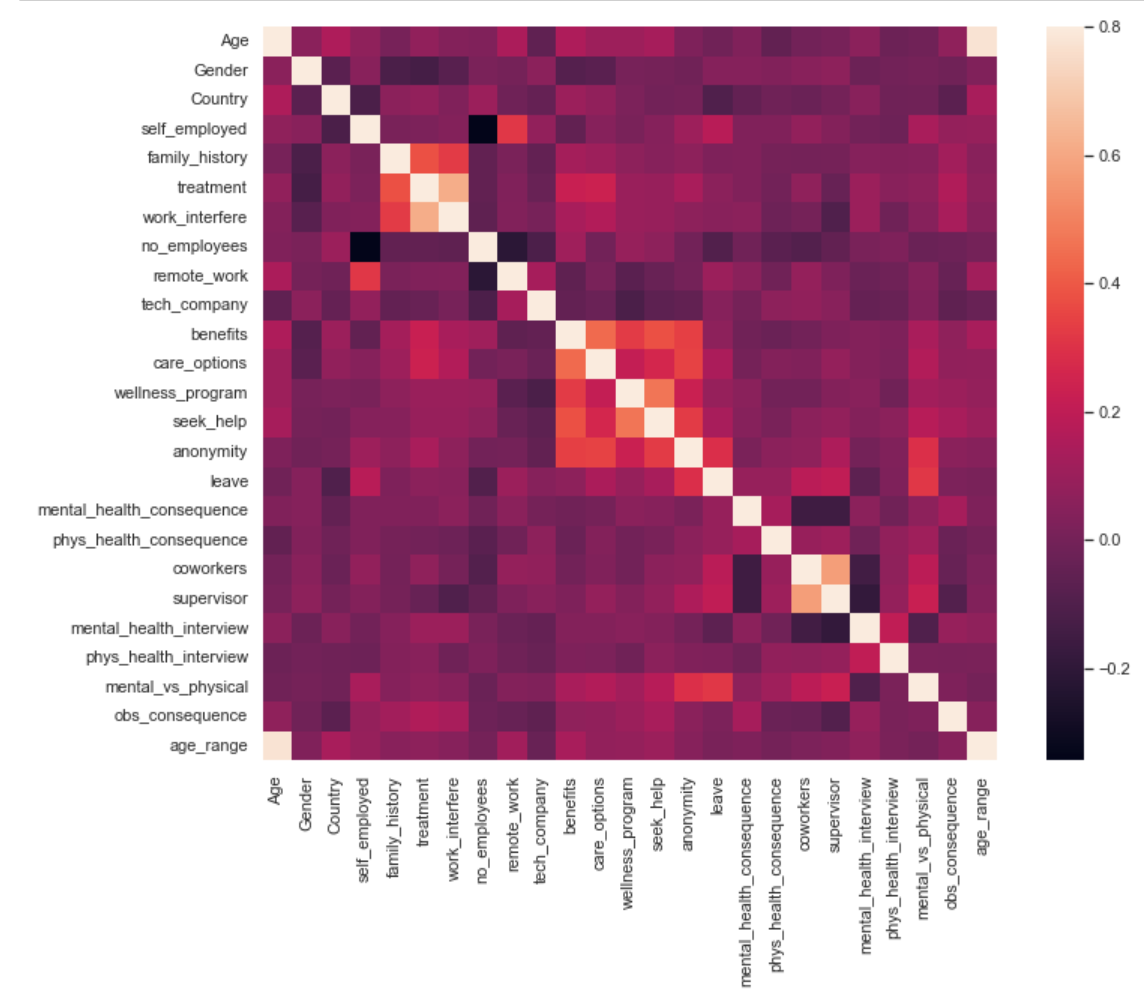 Age
Gender
Country
self_employed
family_history
treatment
work_interfere
no_employees
remote_work
tech_company
benefits
care_options
wellness_program
seek_help
anonymity
leave
mental_health_consequence
phys_health_consequence
coworkers
supervisor
mental_health_interview
phys_health_interview
mental_vs_physical
obs_consequence
age_range
Age
Gender
Country
self_employed
family_history
treatment
work_interfere
no_employees
remote_work
tech_company
benefits
care_options
wellness_program
seek_help
anonymity
leave
mental_health_consequence
phys_health_consequence
coworkers
supervisor
mental_health_interview
phys_health_interview
mental_vs_physical
obs_consequence
age_range
0.8
0.6
0.4
0.2
0.0
−0.2